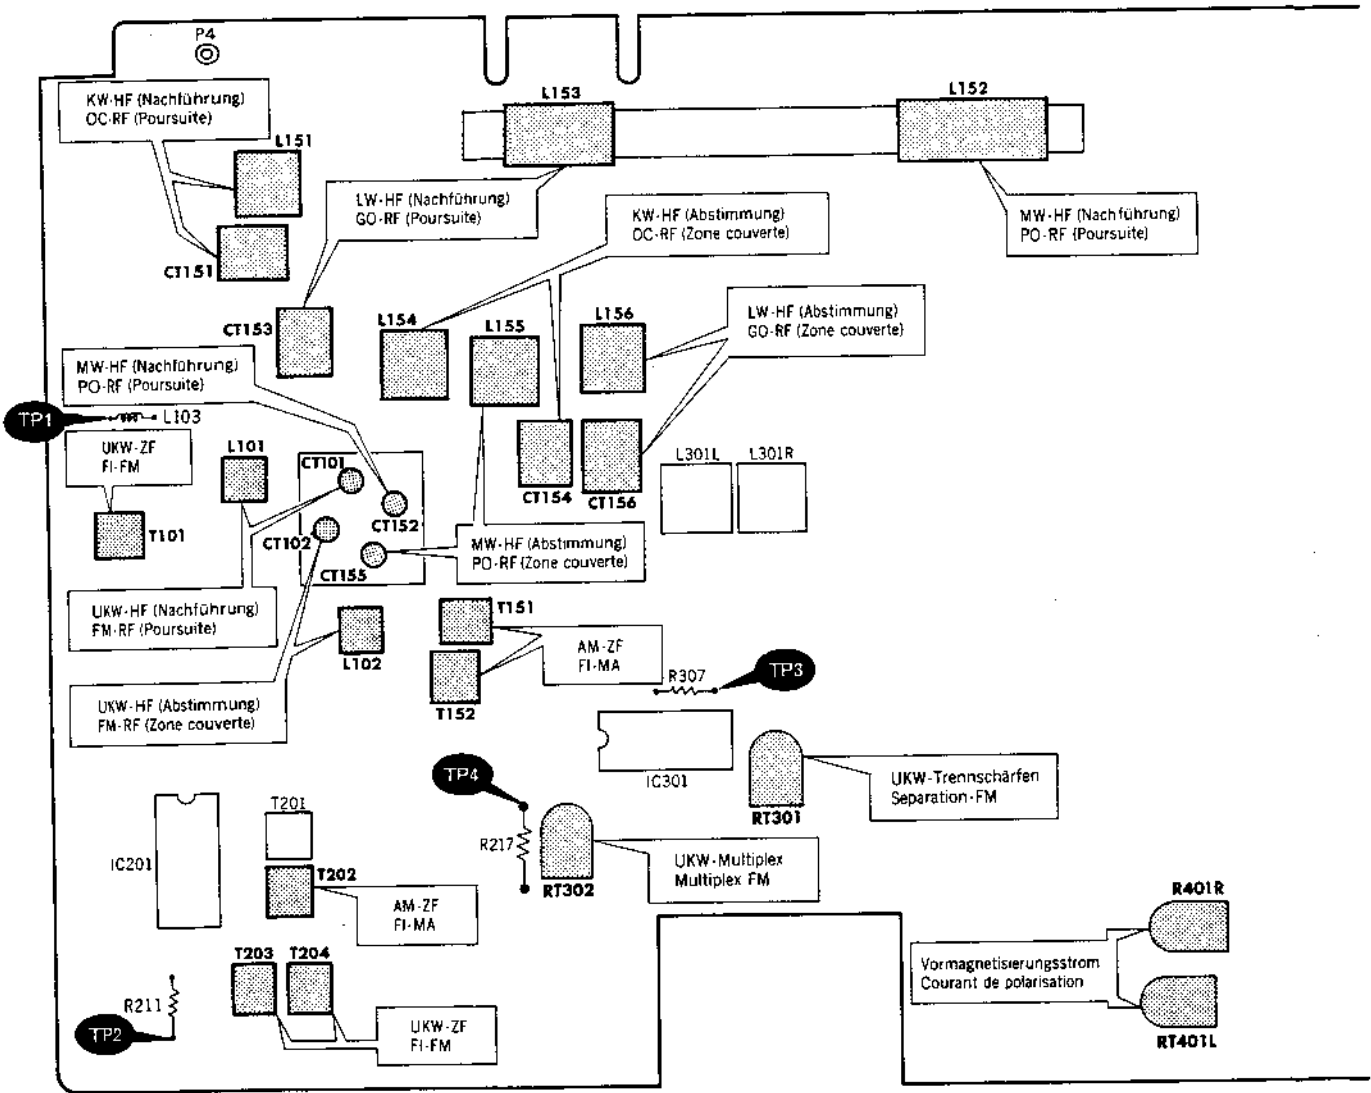 P4
KW-HF (Nachführung)
OC-RF (Poursuite)
L151
CT151
L153
L152
LW-HF (Nachführung)
GO-RF (Poursuite)
KW-HF (Abstimmung)
OC-RF (Zone couverte)
MW-HF (Nachführung)
PO-RF (Poursuite)
CT153
L154
L155
L156
LW-HF (Abstimmung)
GO-RF (Zone couverte)
MW-HF (Nachführung)
PO-RF (Poursuite)
TP1
L103
UKW-ZF
FI-FM
L101
CT101
CT152
CT102
CT155
T101
CT154
CT156
L301L
L301R
MW-HF (Abstimmung)
PO-RF (Zone couverte)
UKW-HF (Nachführung)
FM-RF (Poursuite)
L102
T151
T152
AM-ZF
FI-MA
R307
TP3
UKW-HF (Abstimmung)
FM-RF (Zone couverte)
IC301
TP4
RT301
UKW-Trennschärfen
Separation-FM
IC201
T201
T202
AM-ZF
FI-MA
R217
RT302
UKW-Multiplex
Multiplex FM
T203
T204
R211
TP2
UKW-ZF
FI-FM
R401R
Vormagnetisierungsstrom
Courant de polarisation
RT401L